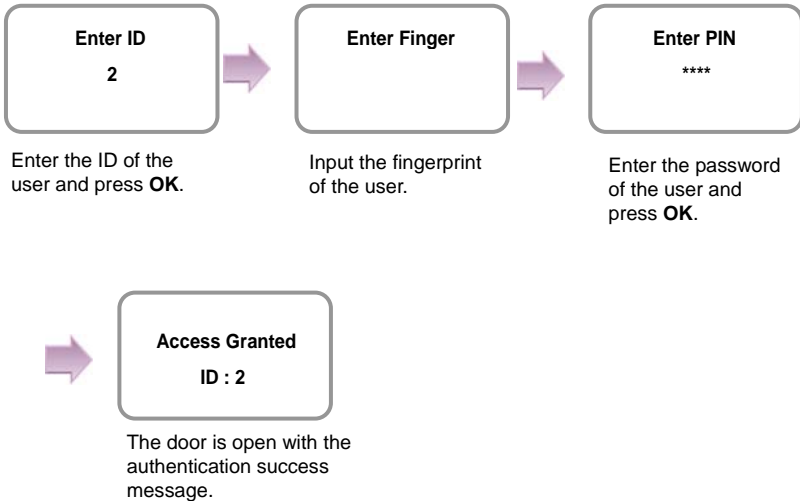 Enter ID
2
Enter the ID of the
user and press OK.
Enter Finger
Input the fingerprint
of the user.
Enter PIN
****
Enter the password
of the user and
press OK.
Access Granted
ID : 2
The door is open with the
authentication success
message.